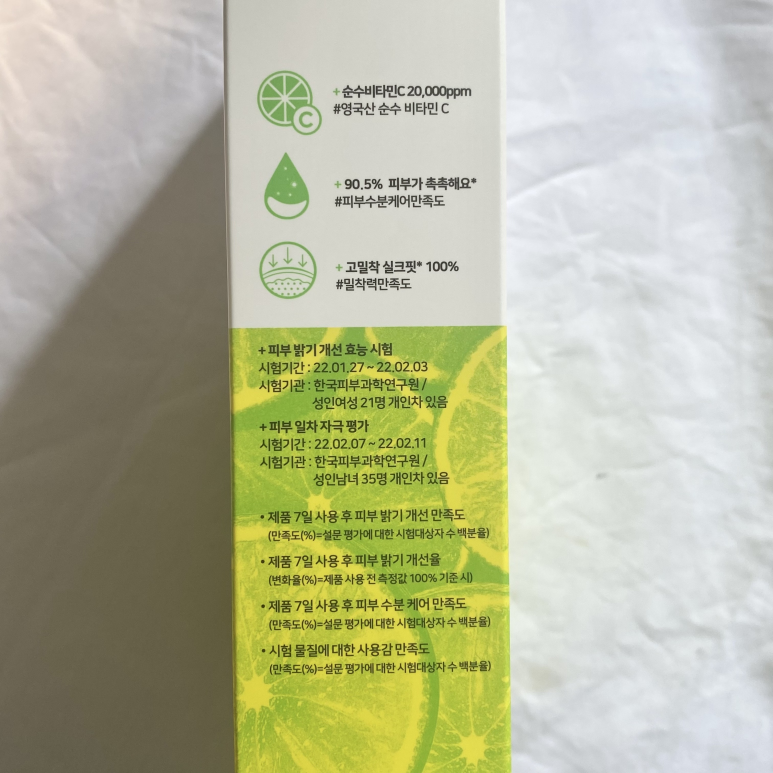 C
+ 순수비타민C 20,000ppm
#영국산 순수 비타민 C
+ 90.5% 피부가 촉촉해요*
#피부수분케어만족도
+ 고밀착 실크핏* 100%
#밀착력만족도
+ 피부 밝기 개선 효능 시험
시험기간 : 22.01.27 ~ 22.02.03
시험기관 : 한국피부과학연구원 /
성인여성 21명 개인차 있음
+ 피부 일차 자극 평가
시험기간 : 22.02.07 ~ 22.02.11
시험기관 : 한국피부과학연구원 /
성인남녀 35명 개인차 있음
• 제품 7일 사용 후 피부 밝기 개선 만족도
(만족도(%)=설문 평가에 대한 시험대상자 수 백분율)
• 제품 7일 사용 후 피부 밝기 개선율
(변화율(%)=제품 사용 전 측정값 100% 기준 시)
• 제품 7일 사용 후 피부 수분 케어 만족도
(만족도(%)=설문 평가에 대한 시험대상자 수 백분율)
• 시험 물질에 대한 사용감 만족도
(만족도(%)=설문 평가에 대한 시험대상자 수 백분율)